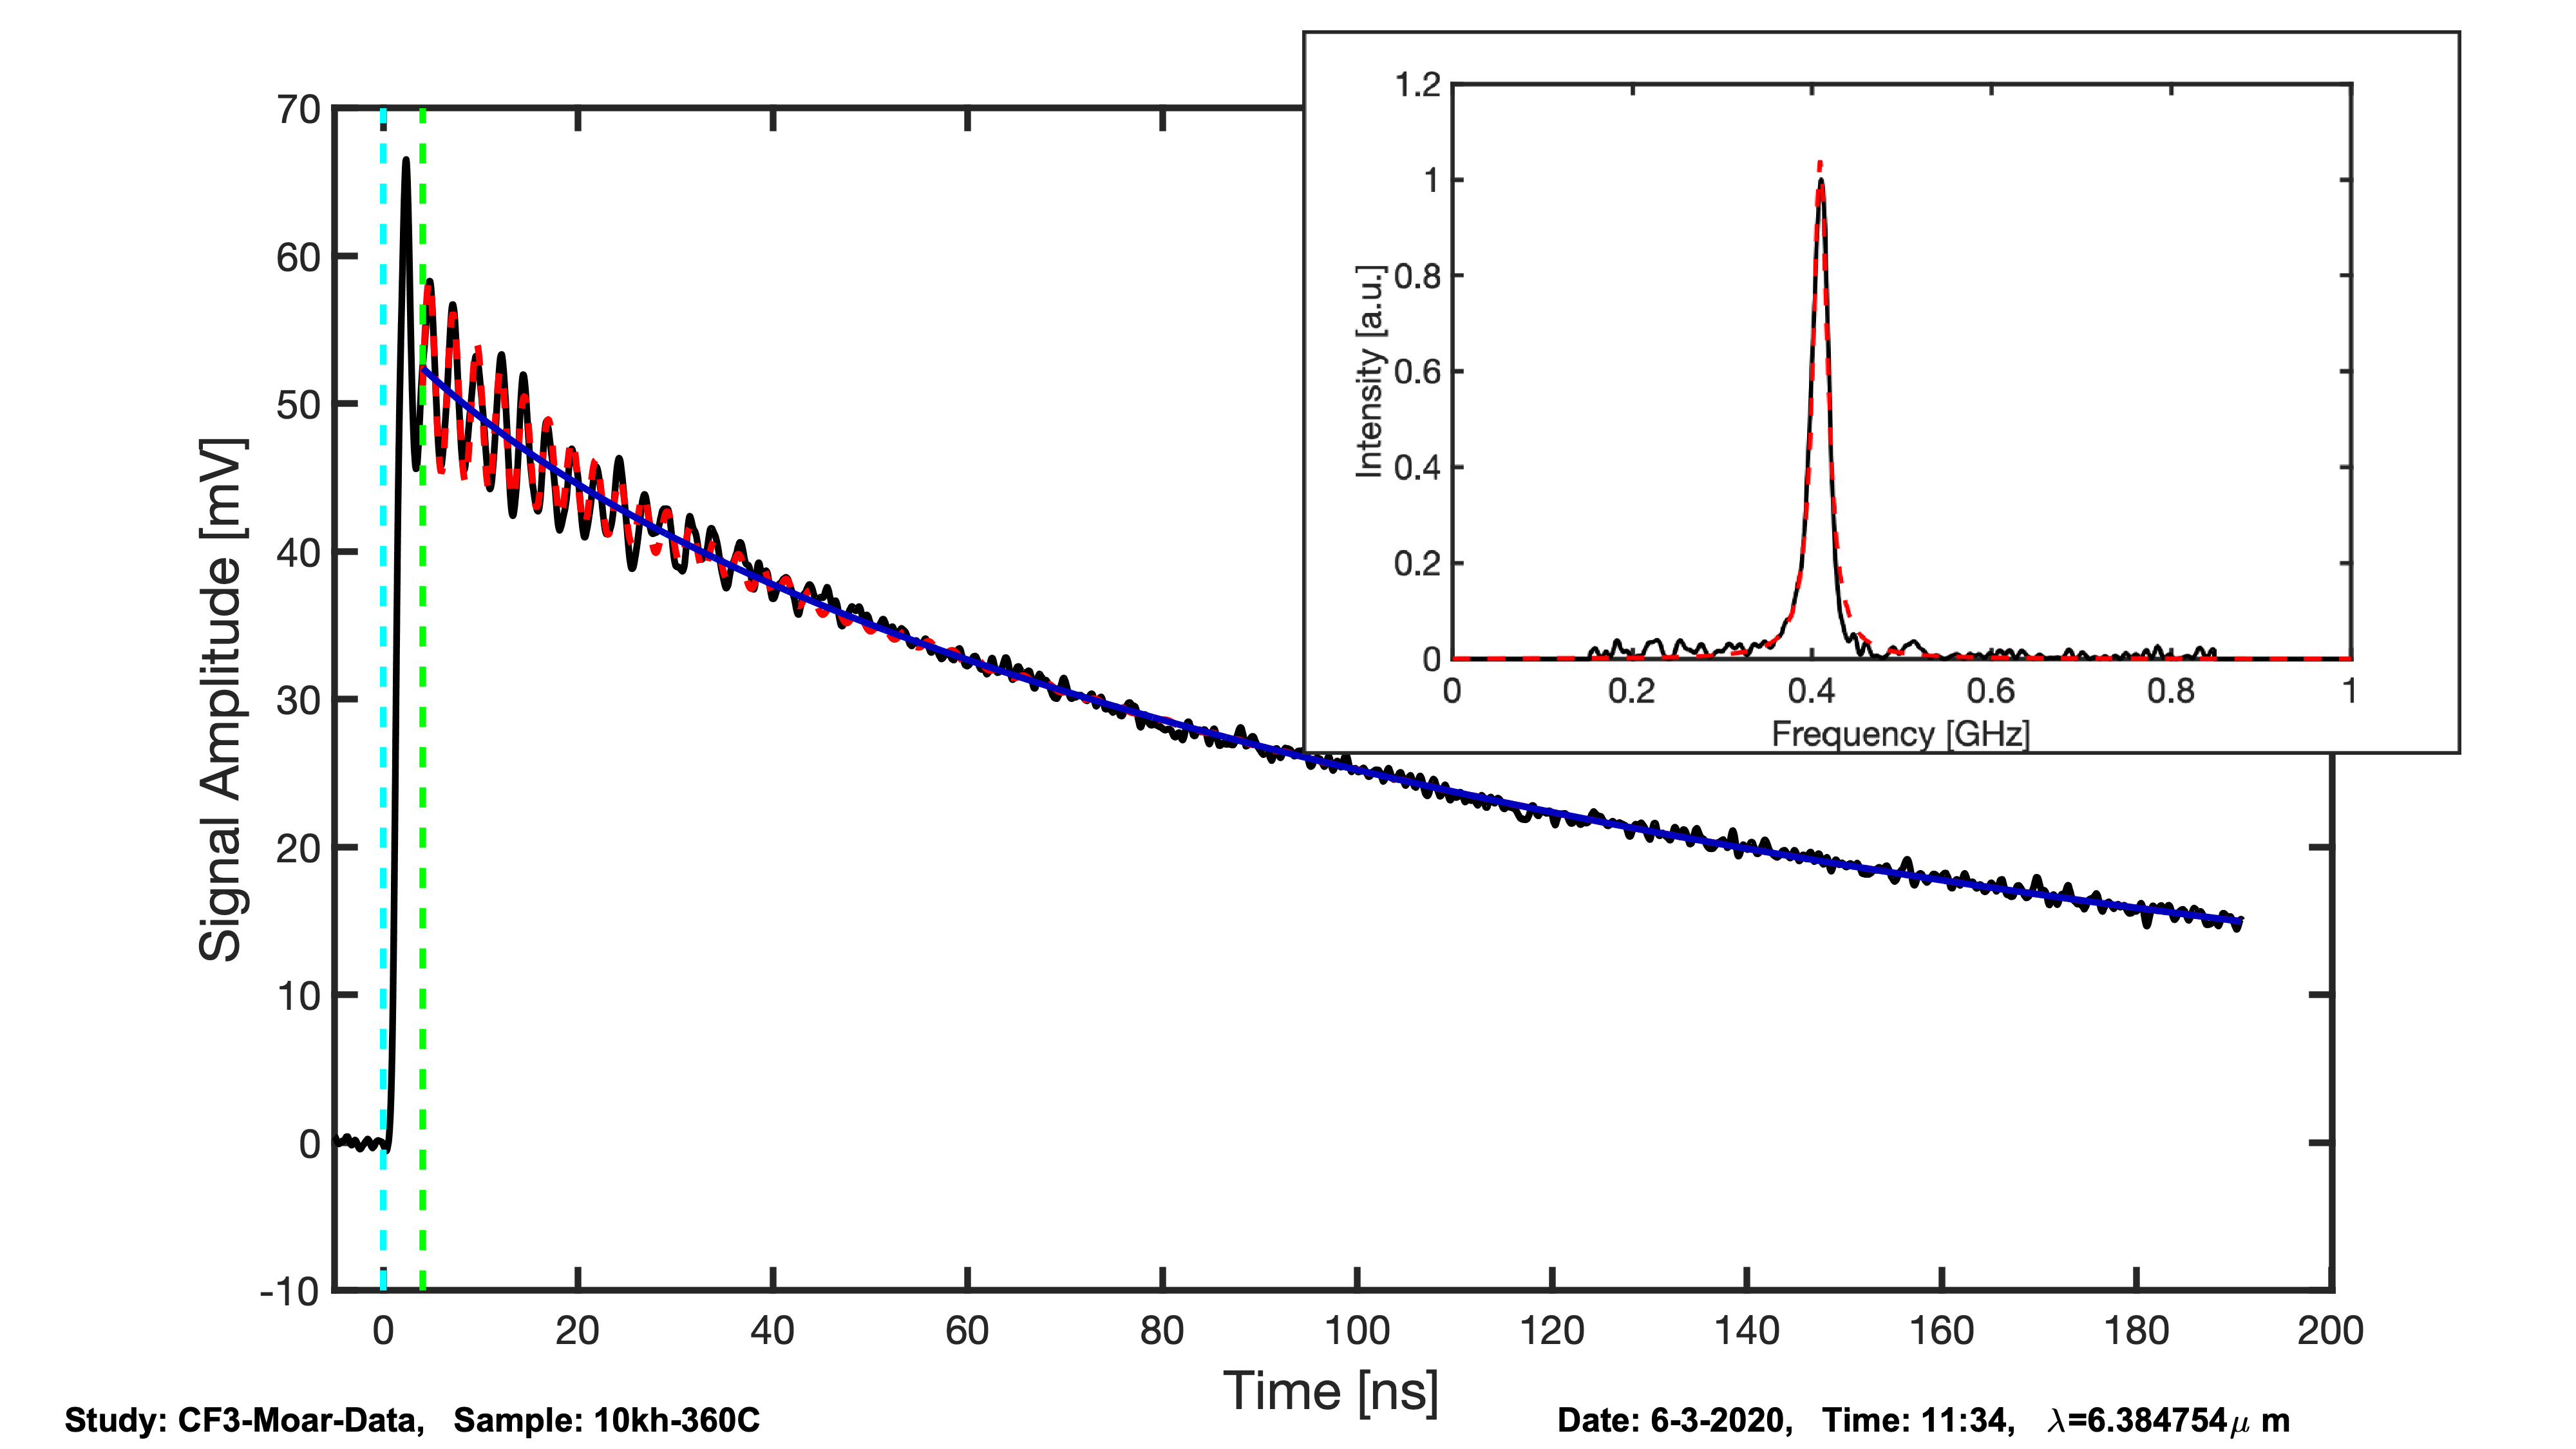 1.2
1
0.8
0.6
0.4
0.2
0
Intensity [a.u.]
0 0.2 0.4 0.6 0.8 1
Frequency [GHz]
70
60
50
40
30
20
10
0
-10
Signal Amplitude [mV]
0 20 40 60 80 100 120 140 160 180 200
Time [ns]
Study: CF3-Moar-Data, Sample: 10kh-360C
Date: 6-3-2020, Time: 11:34, λ=6.384754μ m